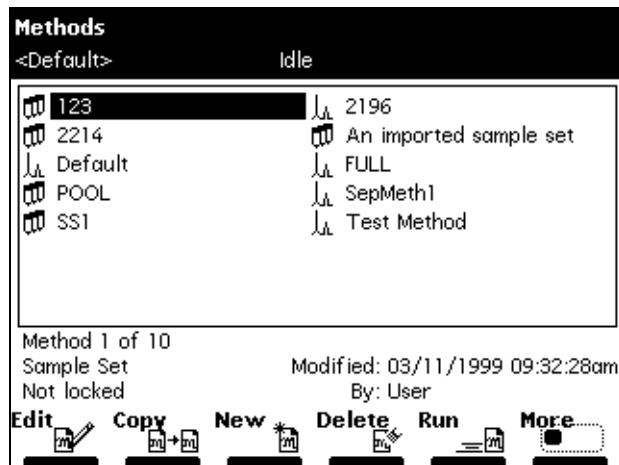 Methods
<Default> Idle
123 2196
2214 An imported sample set
Default FULL
POOL SepMeth1
SS1 Test Method
Method 1 of 10
Sample Set Modified: 03/11/1999 09:32:28am
Not locked By: User
Edit Copy New Delete Run More